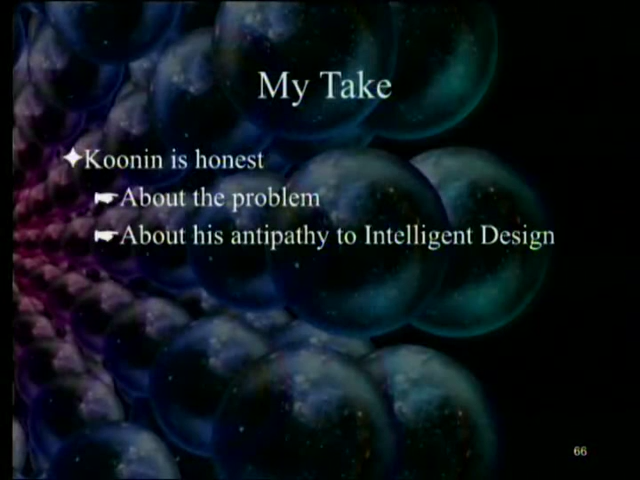 My Take
✦Koonin is honest
☛About the problem
☛About his antipathy to Intelligent Design
66